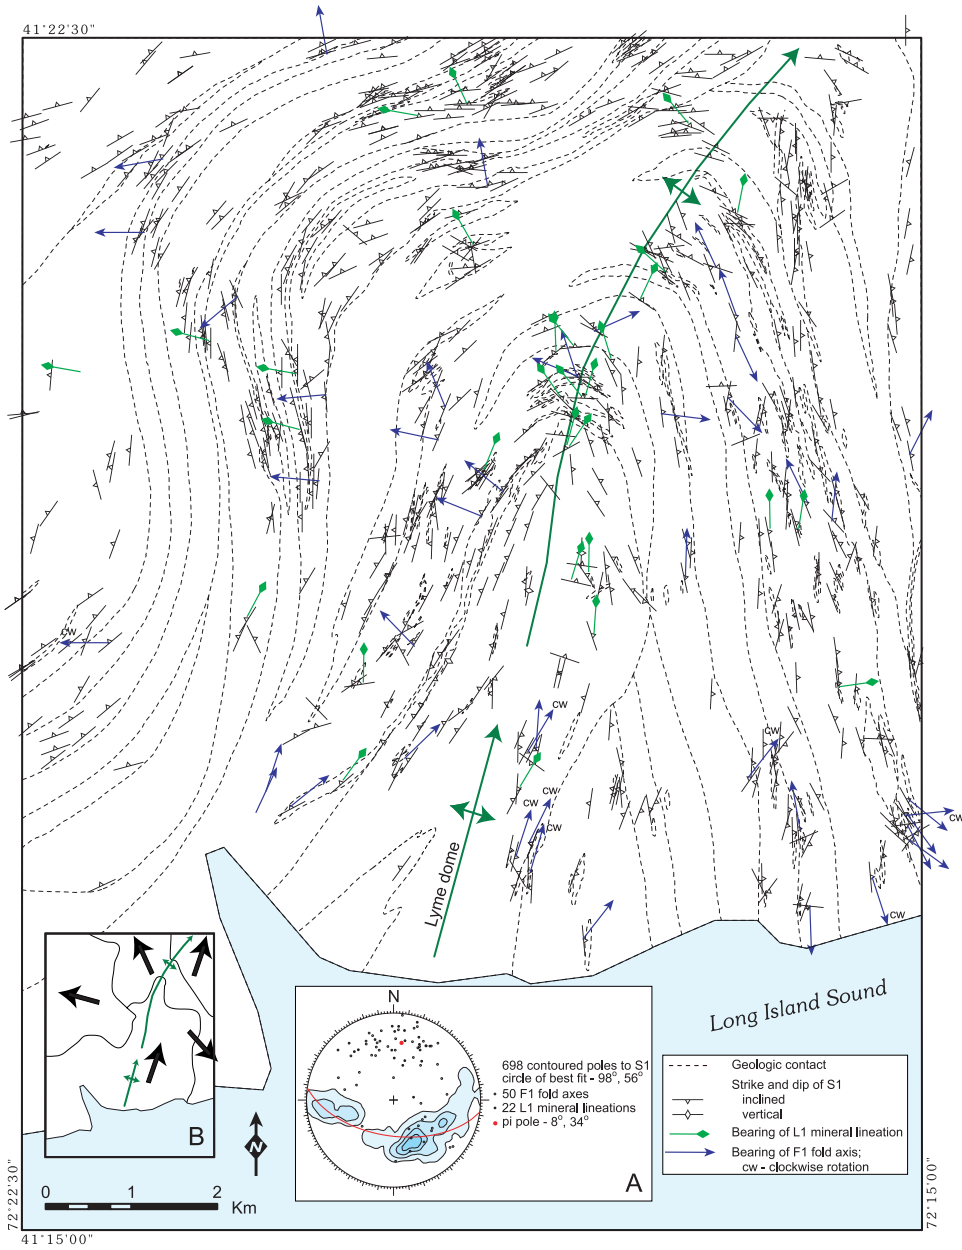 41°22'30"
cw
cw
cw
cw
cw
cw
cw
cw
Lyme dome
Long Island Sound
B
N
0 1 2
Km
N
698 contoured poles to S1
circle of best fit - 98°, 56°
50 F1 fold axes
22 L1 mineral lineations
pi pole - 8°, 34°
A
Geologic contact
Strike and dip of S1
inclined
vertical
Bearing of L1 mineral lineation
Bearing of F1 fold axis;
cw - clockwise rotation
72°22'30"
72°15'00"
41°15'00"